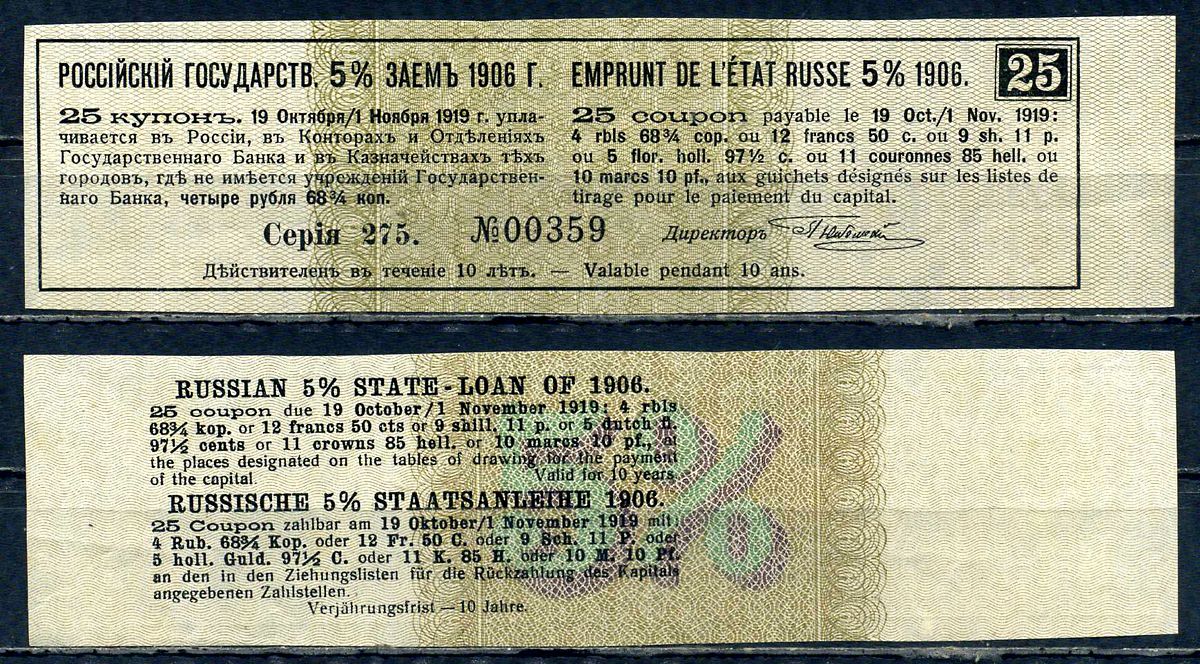 РОССІЙСКІЙ ГОСУДАРСТВ. 5% ЗАЕМЪ 1906 Г.
25 купонъ. 19 Октября/1 Ноября 1919 г. упла-
чивается въ Россіи, въ Конторахъ и Отдѣленіяхъ
Государственнаго Банка и въ Казначействахъ тѣхъ
городовъ, гдѣ не имѣется учрежденій Государствен-
наго Банка, четыре рубля 68¾ коп.
EMPRUNT DE L'ÉTAT RUSSE 5% 1906.
25
25 coupon payable le 19 Oct./1 Nov. 1919:
4 rbls 68¾ cop. ou 12 francs 50 c. ou 9 sh. 11 p.
ou 5 flor. holl. 97½ c. ou 11 couronnes 85 hell. ou
10 marcs 10 pf., aux guichets désignés sur les listes de
tirage pour le paiement du capital.
Серія 275. №00359 Директоръ
Дѣйствителенъ въ теченіе 10 лѣтъ. — Valable pendant 10 ans.
RUSSIAN 5% STATE-LOAN OF 1906.
25 coupon due 19 October/1 November 1919: 4 rbls
68¾ kop. or 12 francs 50 cts or 9 shill. 11 p. or 5 dutch fl.
97½ cents or 11 crowns 85 hell. or 10 marcs 10 pf., at
the places designated on the tables of drawing for the payment
of the capital. Valid for 10 years.
RUSSISCHE 5% STAATSANLEIHE 1906.
25 Coupon zahlbar am 19 Oktober/1 November 1919 mit:
4 Rub. 68¾ Kop. oder 12 Fr. 50 C. oder 9 Sch. 11 P. oder
5 holl. Guld. 97½ C. oder 11 K. 85 H. oder 10 M. 10 Pf.
an den in den Ziehungslisten für die Rückzahlung des Kapitals
angegebenen Zahlstellen.
Verjährungsfrist — 10 Jahre.
5%